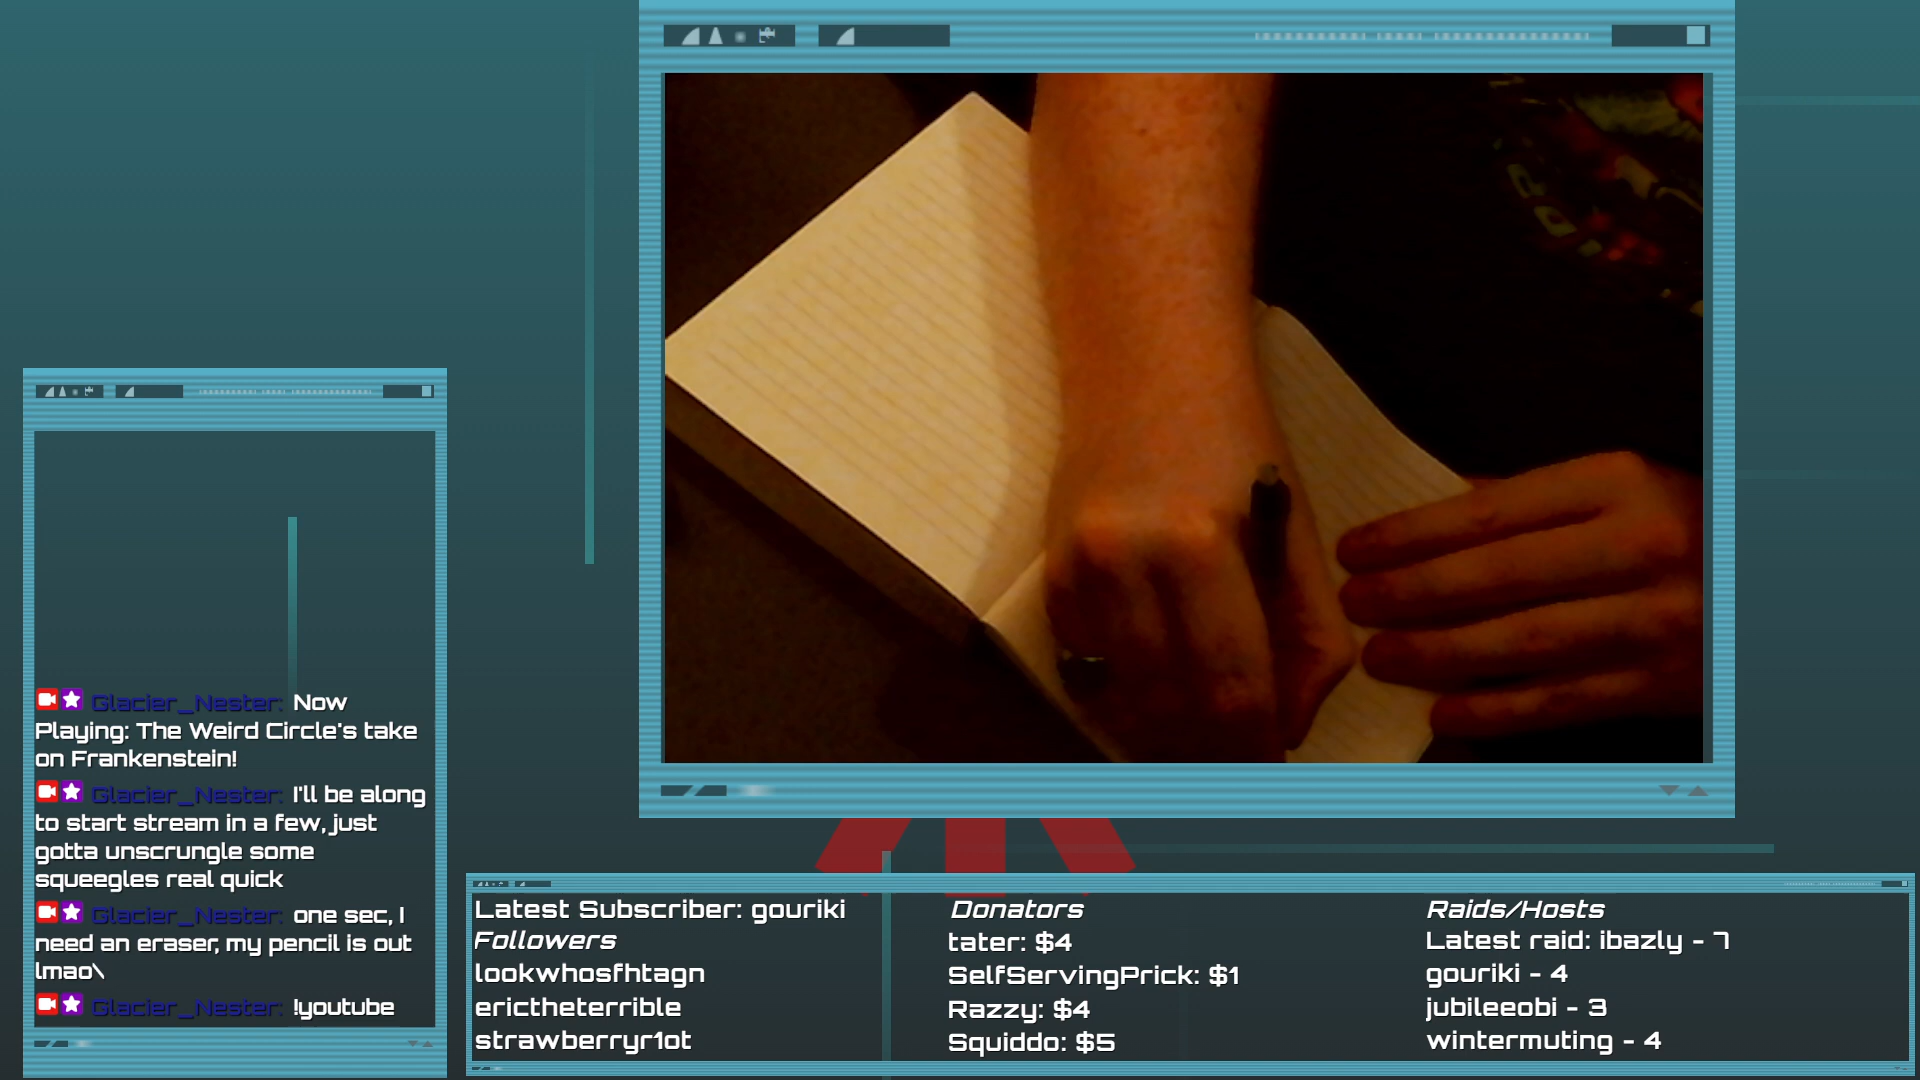 Glacier_Nester: Now
Playing: The Weird Circle's take
on Frankenstein!
Glacier_Nester: I'll be along
to start stream in a few, just
gotta unscrungle some
squeegles real quick
Glacier_Nester: one sec, I
need an eraser, my pencil is out
lmao\
Glacier_Nester: !youtube
Latest Subscriber: gouriki
Followers
lookwhosfhtagn
erictheterrible
strawberryr1ot
Donators
tater: $4
SelfServingPrick: $1
Razzy: $4
Squiddo: $5
Raids/Hosts
Latest raid: ibazly - 7
gouriki - 4
jubileeobi - 3
wintermuting - 4